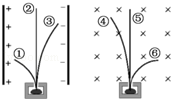 ① ② ③
④ ⑤ ⑥